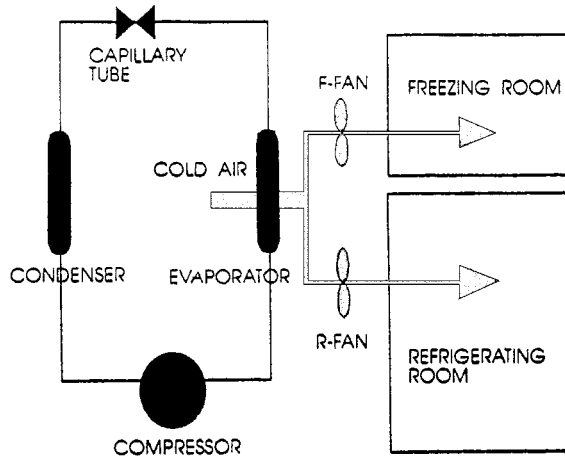 CAPILLARY
TUBE
F-FAN
FREEZING ROOM
COLD AIR
CONDENSER
EVAPORATOR
R-FAN
REFRIGERATING
ROOM
COMPRESSOR